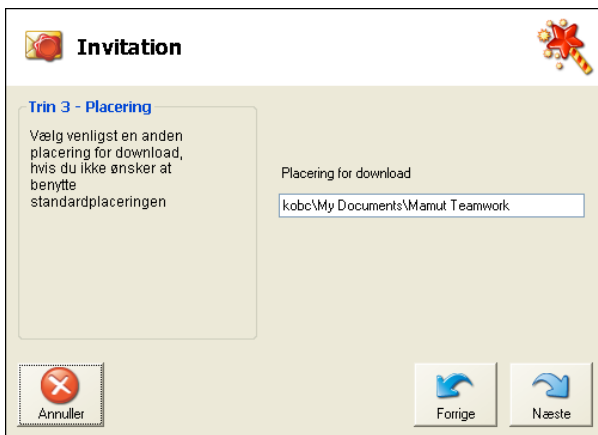 Invitation
Trin 3 - Placering
Vælg venligst en anden
placering for download,
hvis du ikke ønsker at
benytte
standardplaceringen
Placering for download
kobc\My Documents\Mamut Teamwork
Annuller
Forrige
Næste